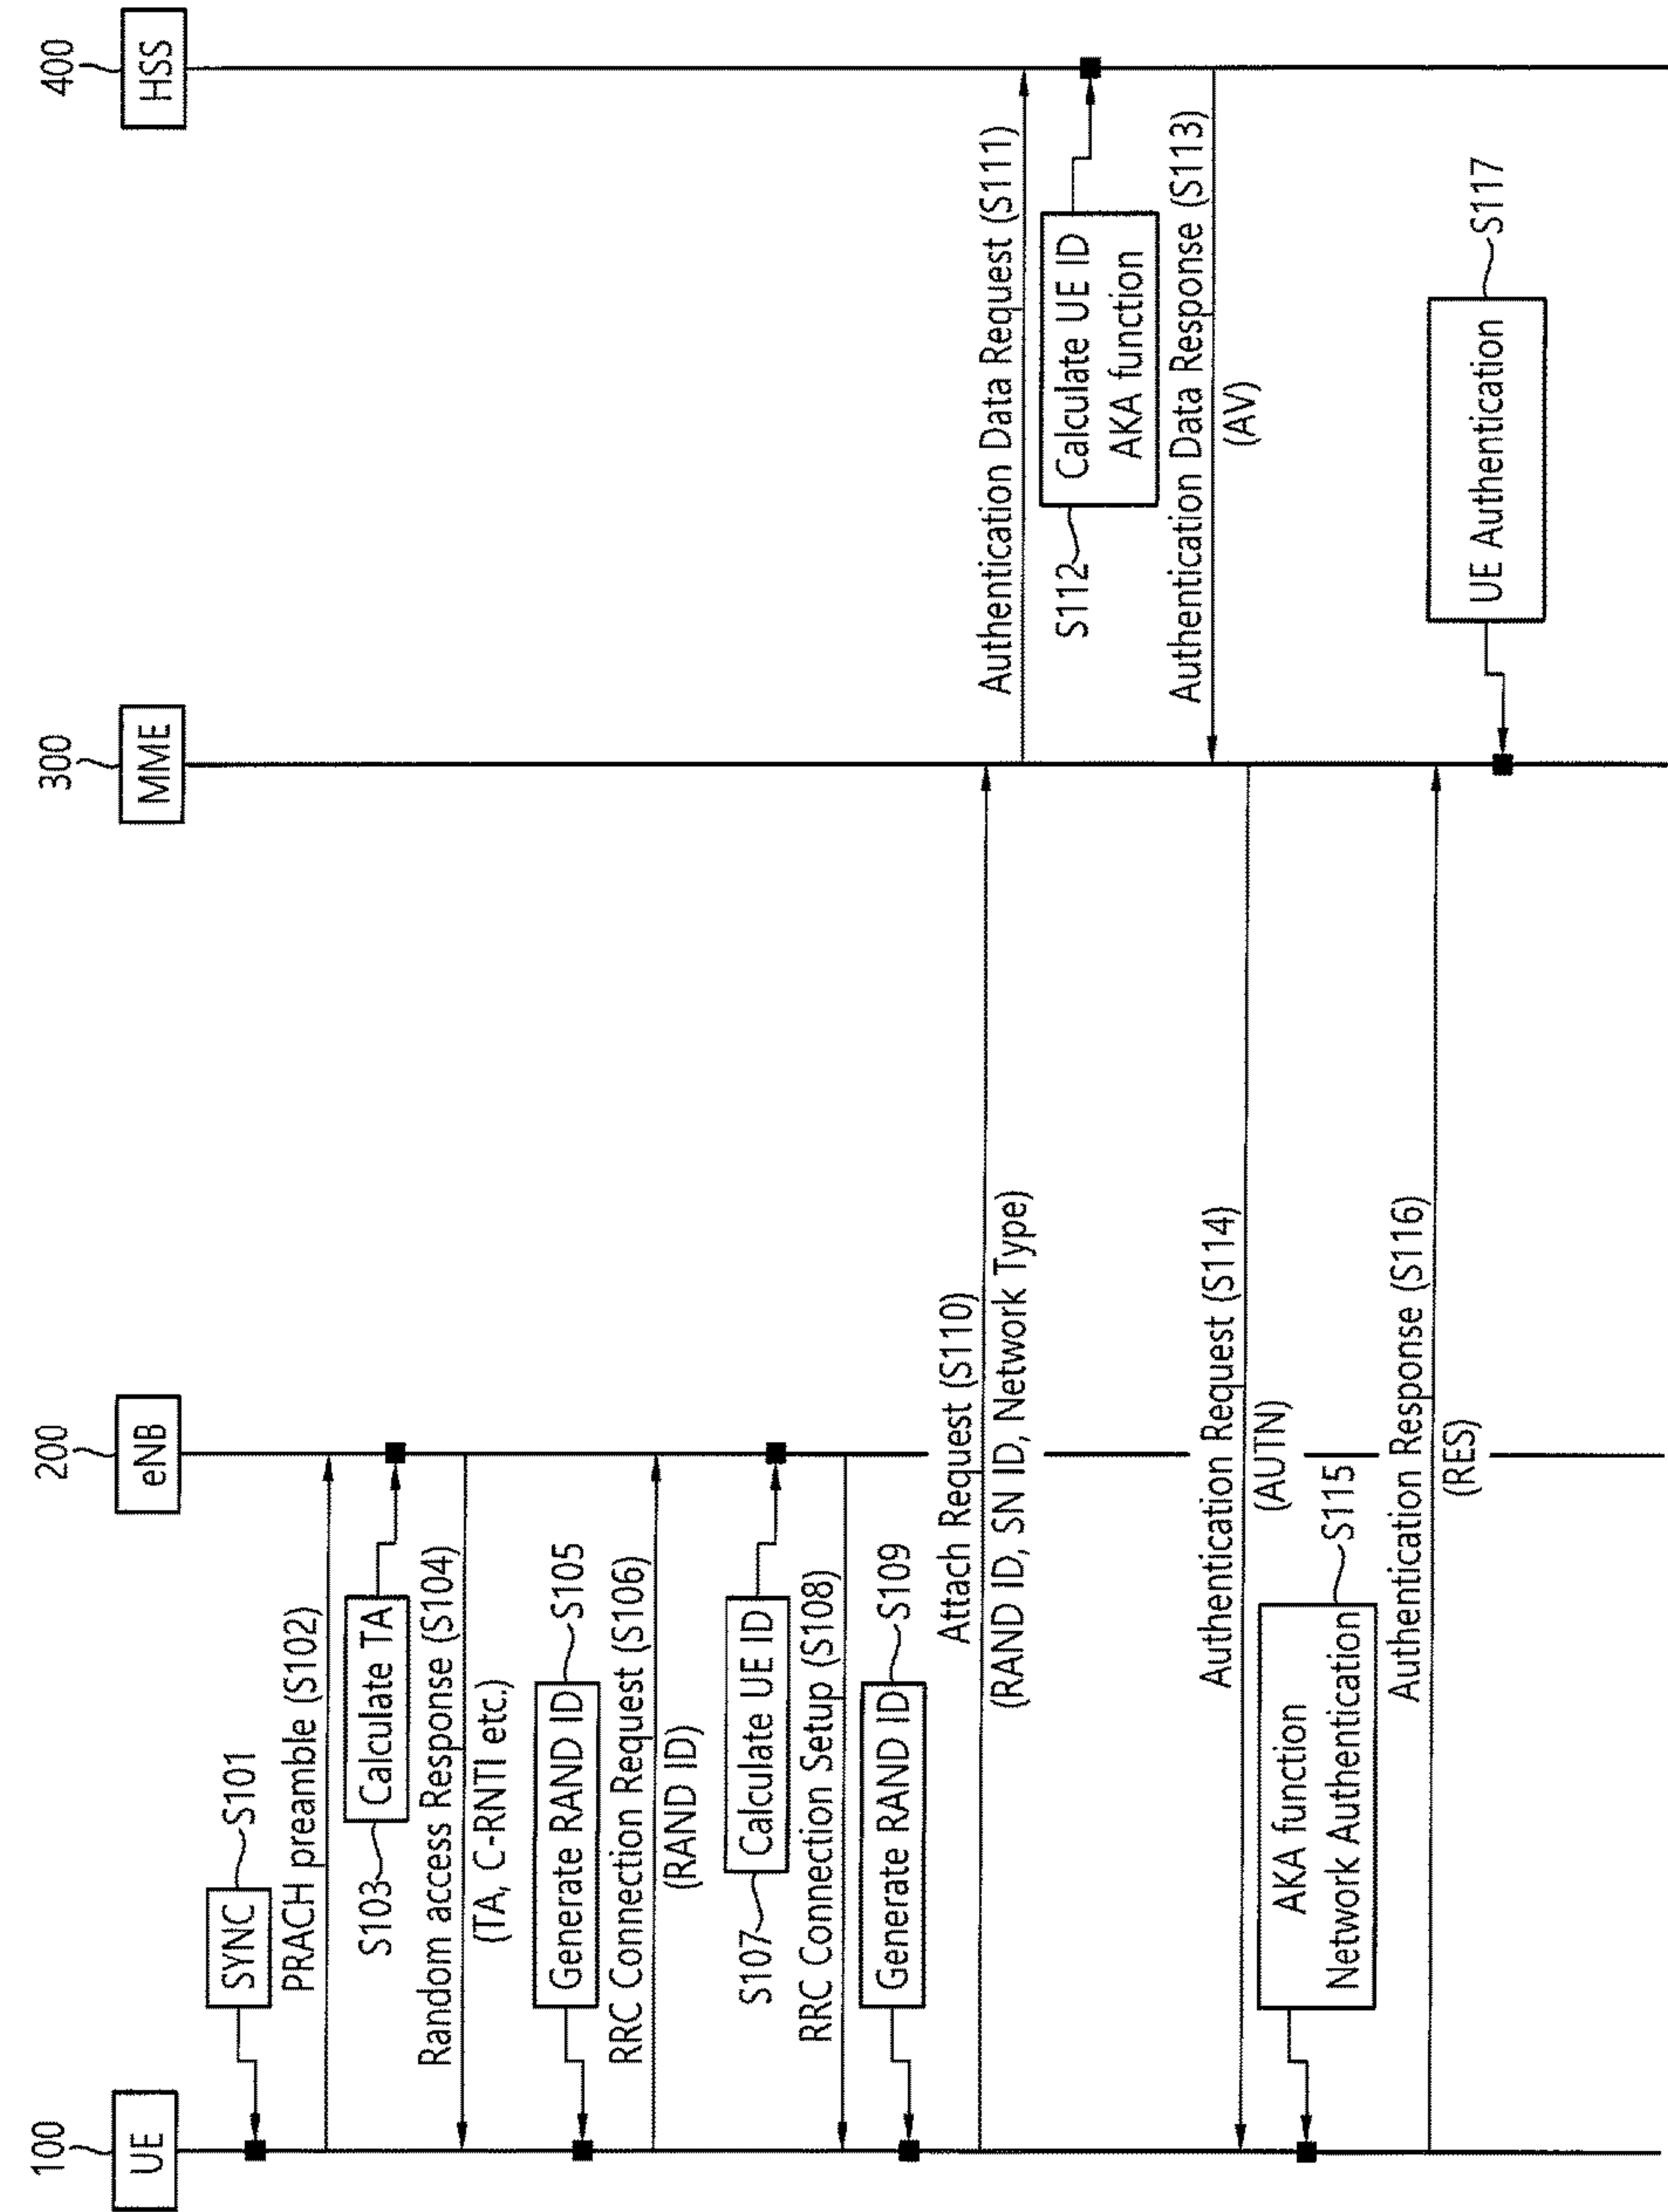 100
UE
200
eNB
300
MME
400
HSS
SYNC
S101
PRACH preamble (S102)
S103
Calculate TA
Random access Response (S104)
(TA, C-RNTI etc.)
Generate RAND ID
S105
RRC Connection Request (S106)
(RAND ID)
S107
Calculate UE ID
RRC Connection Setup (S108)
Generate RAND ID
S109
Attach Request (S110)
(RAND ID, SN ID, Network Type)
Authentication Data Request (S111)
S112
Calculate UE ID
AKA function
Authentication Data Response (S113)
(AV)
Authentication Request (S114)
(AUTN)
AKA function
Network Authentication
S115
Authentication Response (S116)
(RES)
UE Authentication
S117